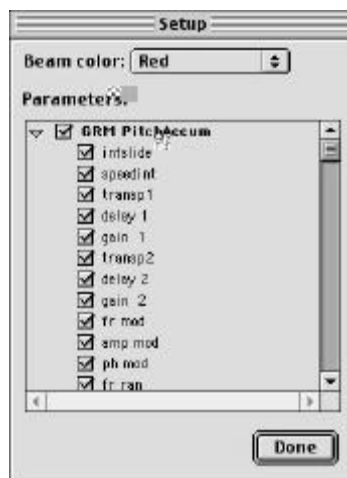 Setup
Beam color: Red
Parameters:
GRM PitchAccum
intslide
speedint
transp1
delay 1
gain 1
transp2
delay 2
gain 2
fr mod
amp mod
ph mod
fr ran
Done